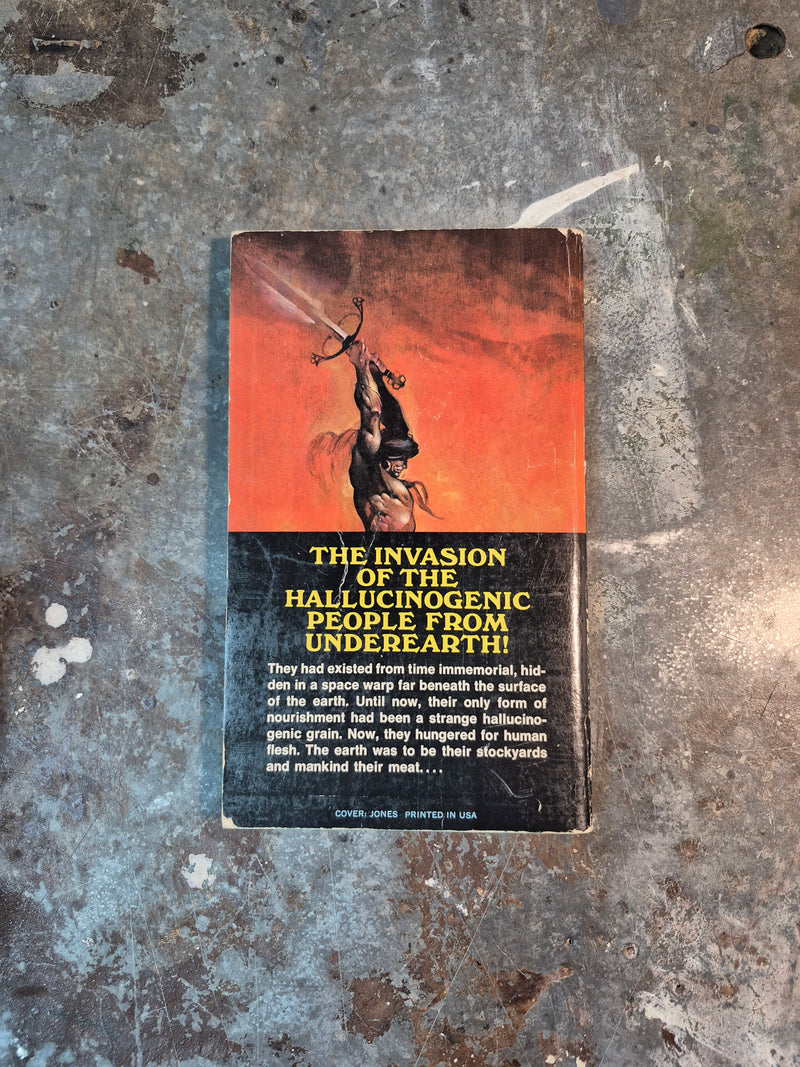 THE INVASION
OF THE
HALLUCINOGENIC
PEOPLE FROM
UNDEREARTH!
They had existed from time immemorial, hid-
den in a space warp far beneath the surface
of the earth. Until now, their only form of
nourishment had been a strange hallucino-
genic grain. Now, they hungered for human
flesh. The earth was to be their stockyards
and mankind their meat....
COVER: JONES PRINTED IN USA